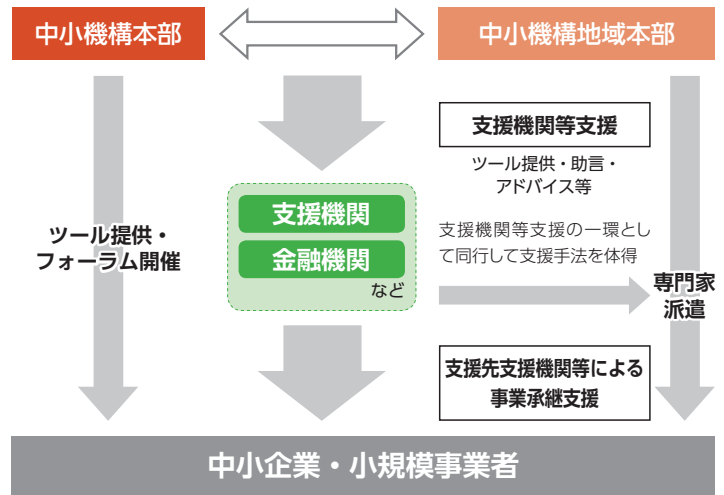 中小機構本部
中小機構地域本部
支援機関等支援
ツール提供・助言・
アドバイス等
支援機関
金融機関
など
ツール提供・
フォーラム開催
支援機関等支援の一環とし
て同行して支援手法を体得
専門家
派遣
支援先支援機関等による
事業承継支援
中小企業・小規模事業者